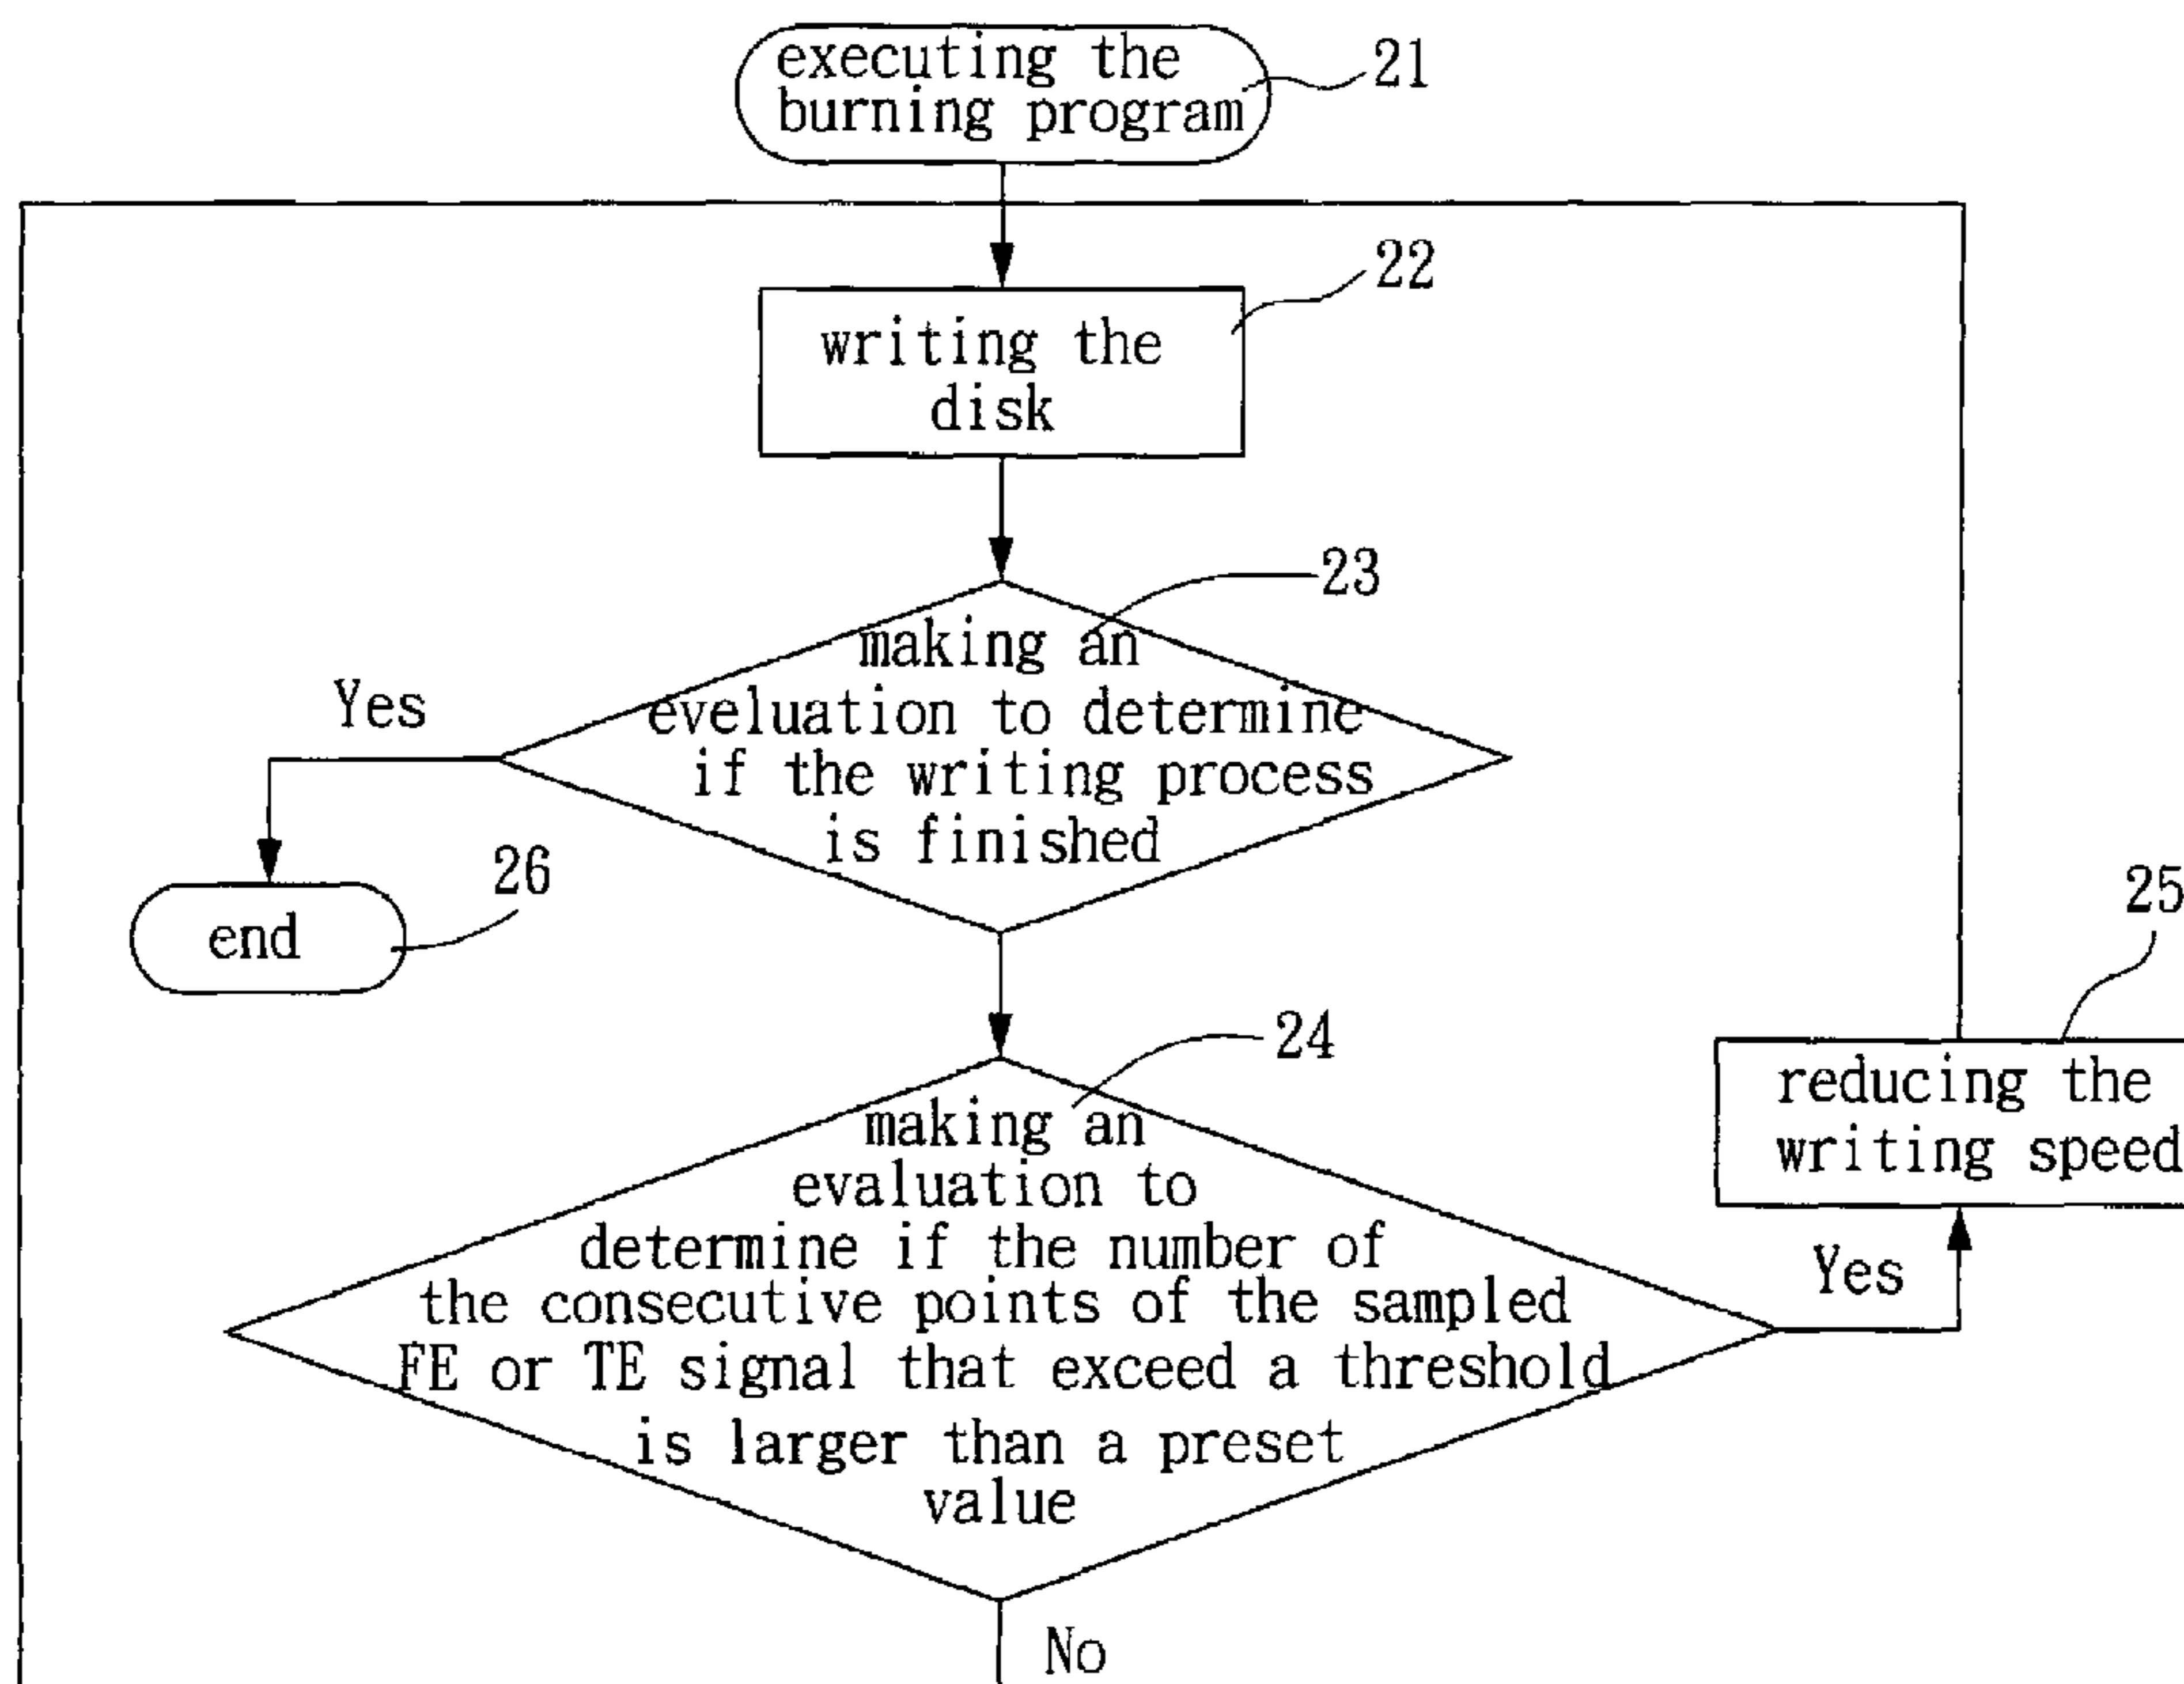 executing the
burning program
21
22
writing the
disk
23
making an
eveluation to determine
if the writing process
is finished
Yes
26
end
25
24
reducing the
writing speed
making an
evaluation to
determine if the number of
the consecutive points of the sampled
FE or TE signal that exceed a threshold
is larger than a preset
value
Yes
No